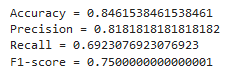 Accuracy = 0.8461538461538461
Precision = 0.8181818181818182
Recall = 0.6923076923076923
F1-score = 0.7500000000000001